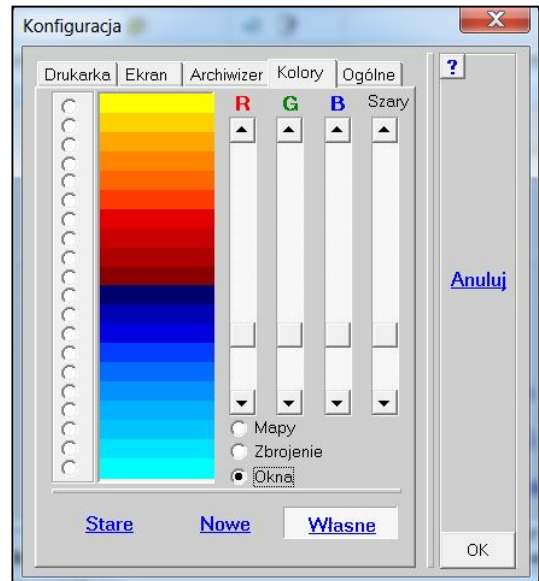 Konfiguracja
Drukarka Ekran Archiwizer Kolory Ogólne
?
R G B Szary
Anuluj
Mapy
Zbrojenie
Okna
Stare Nowe Własne
OK